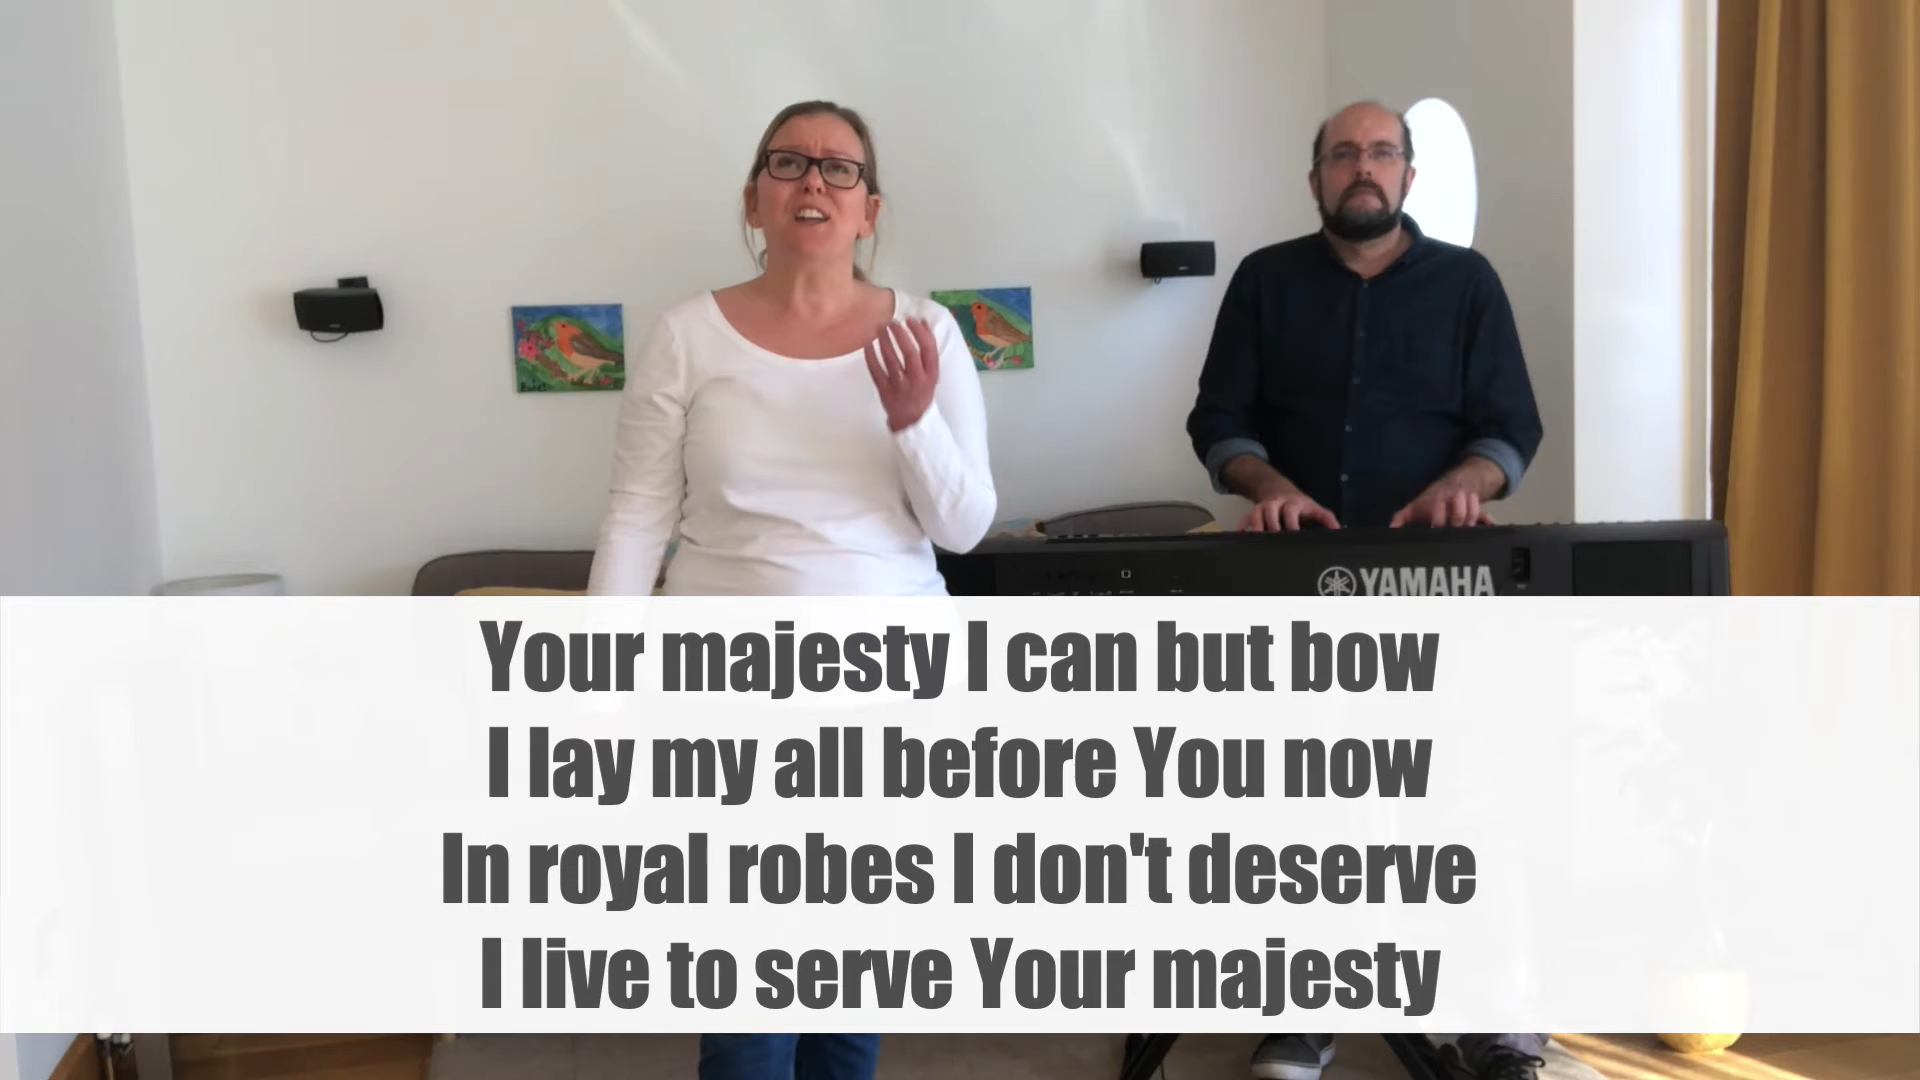 YAMAHA
Your majesty I can but bow
I lay my all before You now
In royal robes I don't deserve
I live to serve Your majesty